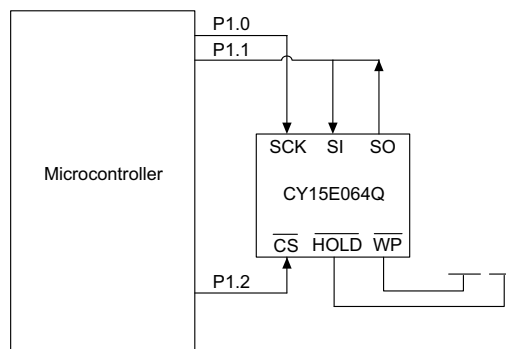 P1.0
P1.1
SCK SI SO
Microcontroller
CY15E064Q
CS HOLD WP
P1.2